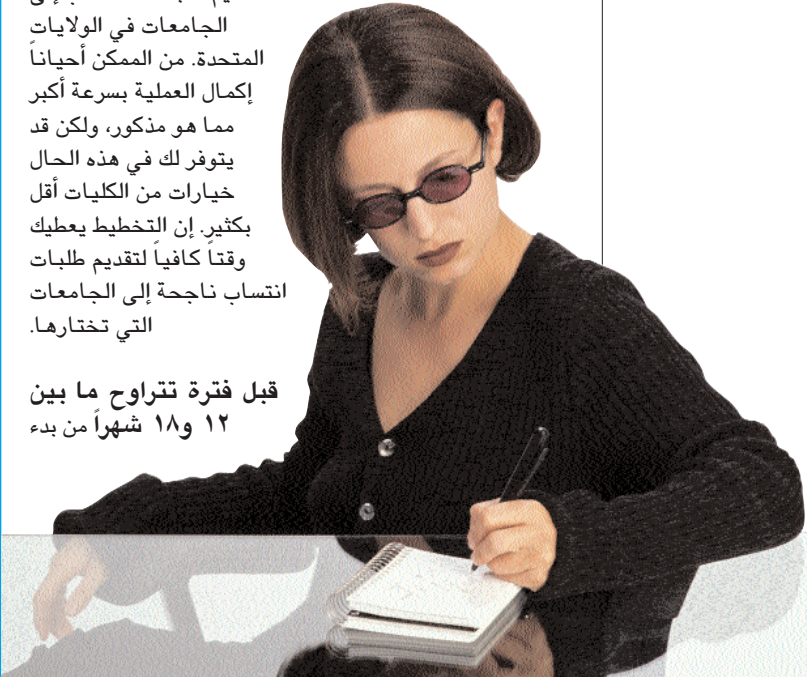 الجامعات في الولايات
المتحدة. من الممكن أحياناً
إكمال العملية بسرعة أكبر
مما هو مذكور، ولكن قد
يتوفر لك في هذه الحال
خيارات من الكليات أقل
بكثير. إن التخطيط يعطيك
وقتاً كافياً لتقديم طلبات
انتساب ناجحة إلى الجامعات
التي تختارها.
قبل فترة تتراوح ما بين
١٢ و١٨ شهراً من بدء